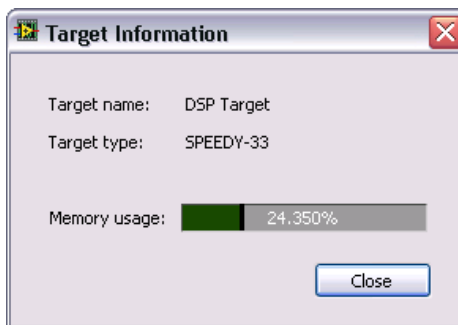 Target Information
Target name: DSP Target
Target type: SPEEDY-33
Memory usage: 24.350%
Close